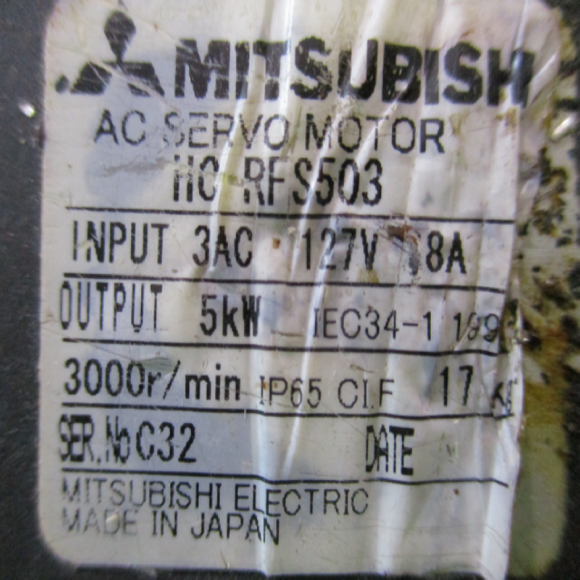 MITSUBISH
AC SERVO MOTOR
HC-RFS503
INPUT 3AC 127V 8A
OUTPUT 5kW IEC34-1 199
3000r/min IP65 CI.F 17
SER.No C32 DATE
MITSUBISHI ELECTRIC
MADE IN JAPAN